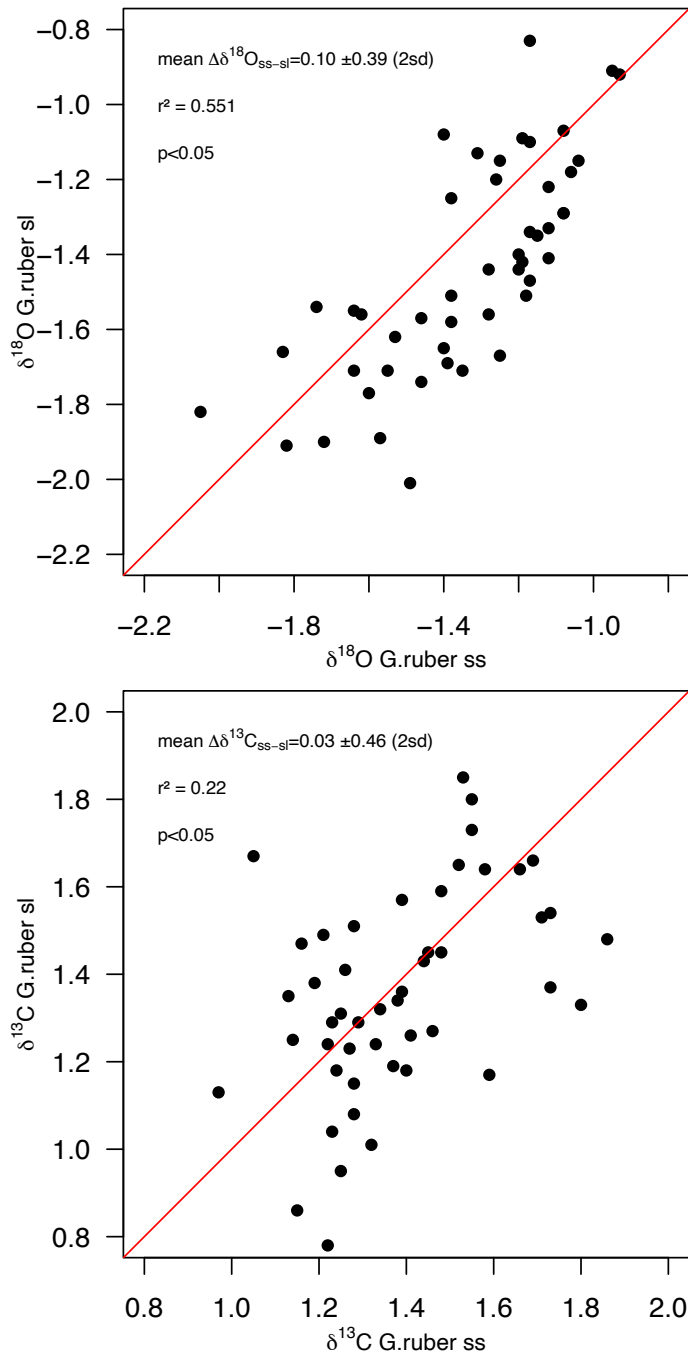 mean Δδ¹⁸Oss−sl=0.10 ±0.39 (2sd)
r² = 0.551
p<0.05
−0.8
−1.0
−1.2
−1.4
−1.6
−1.8
−2.0
−2.2
δ¹⁸O G.ruber sl
−2.2
−1.8
−1.4
−1.0
δ¹⁸O G.ruber ss
mean Δδ¹³Css−sl=0.03 ±0.46 (2sd)
r² = 0.22
p<0.05
2.0
1.8
1.6
1.4
1.2
1.0
0.8
δ¹³C G.ruber sl
0.8
1.0
1.2
1.4
1.6
1.8
2.0
δ¹³C G.ruber ss